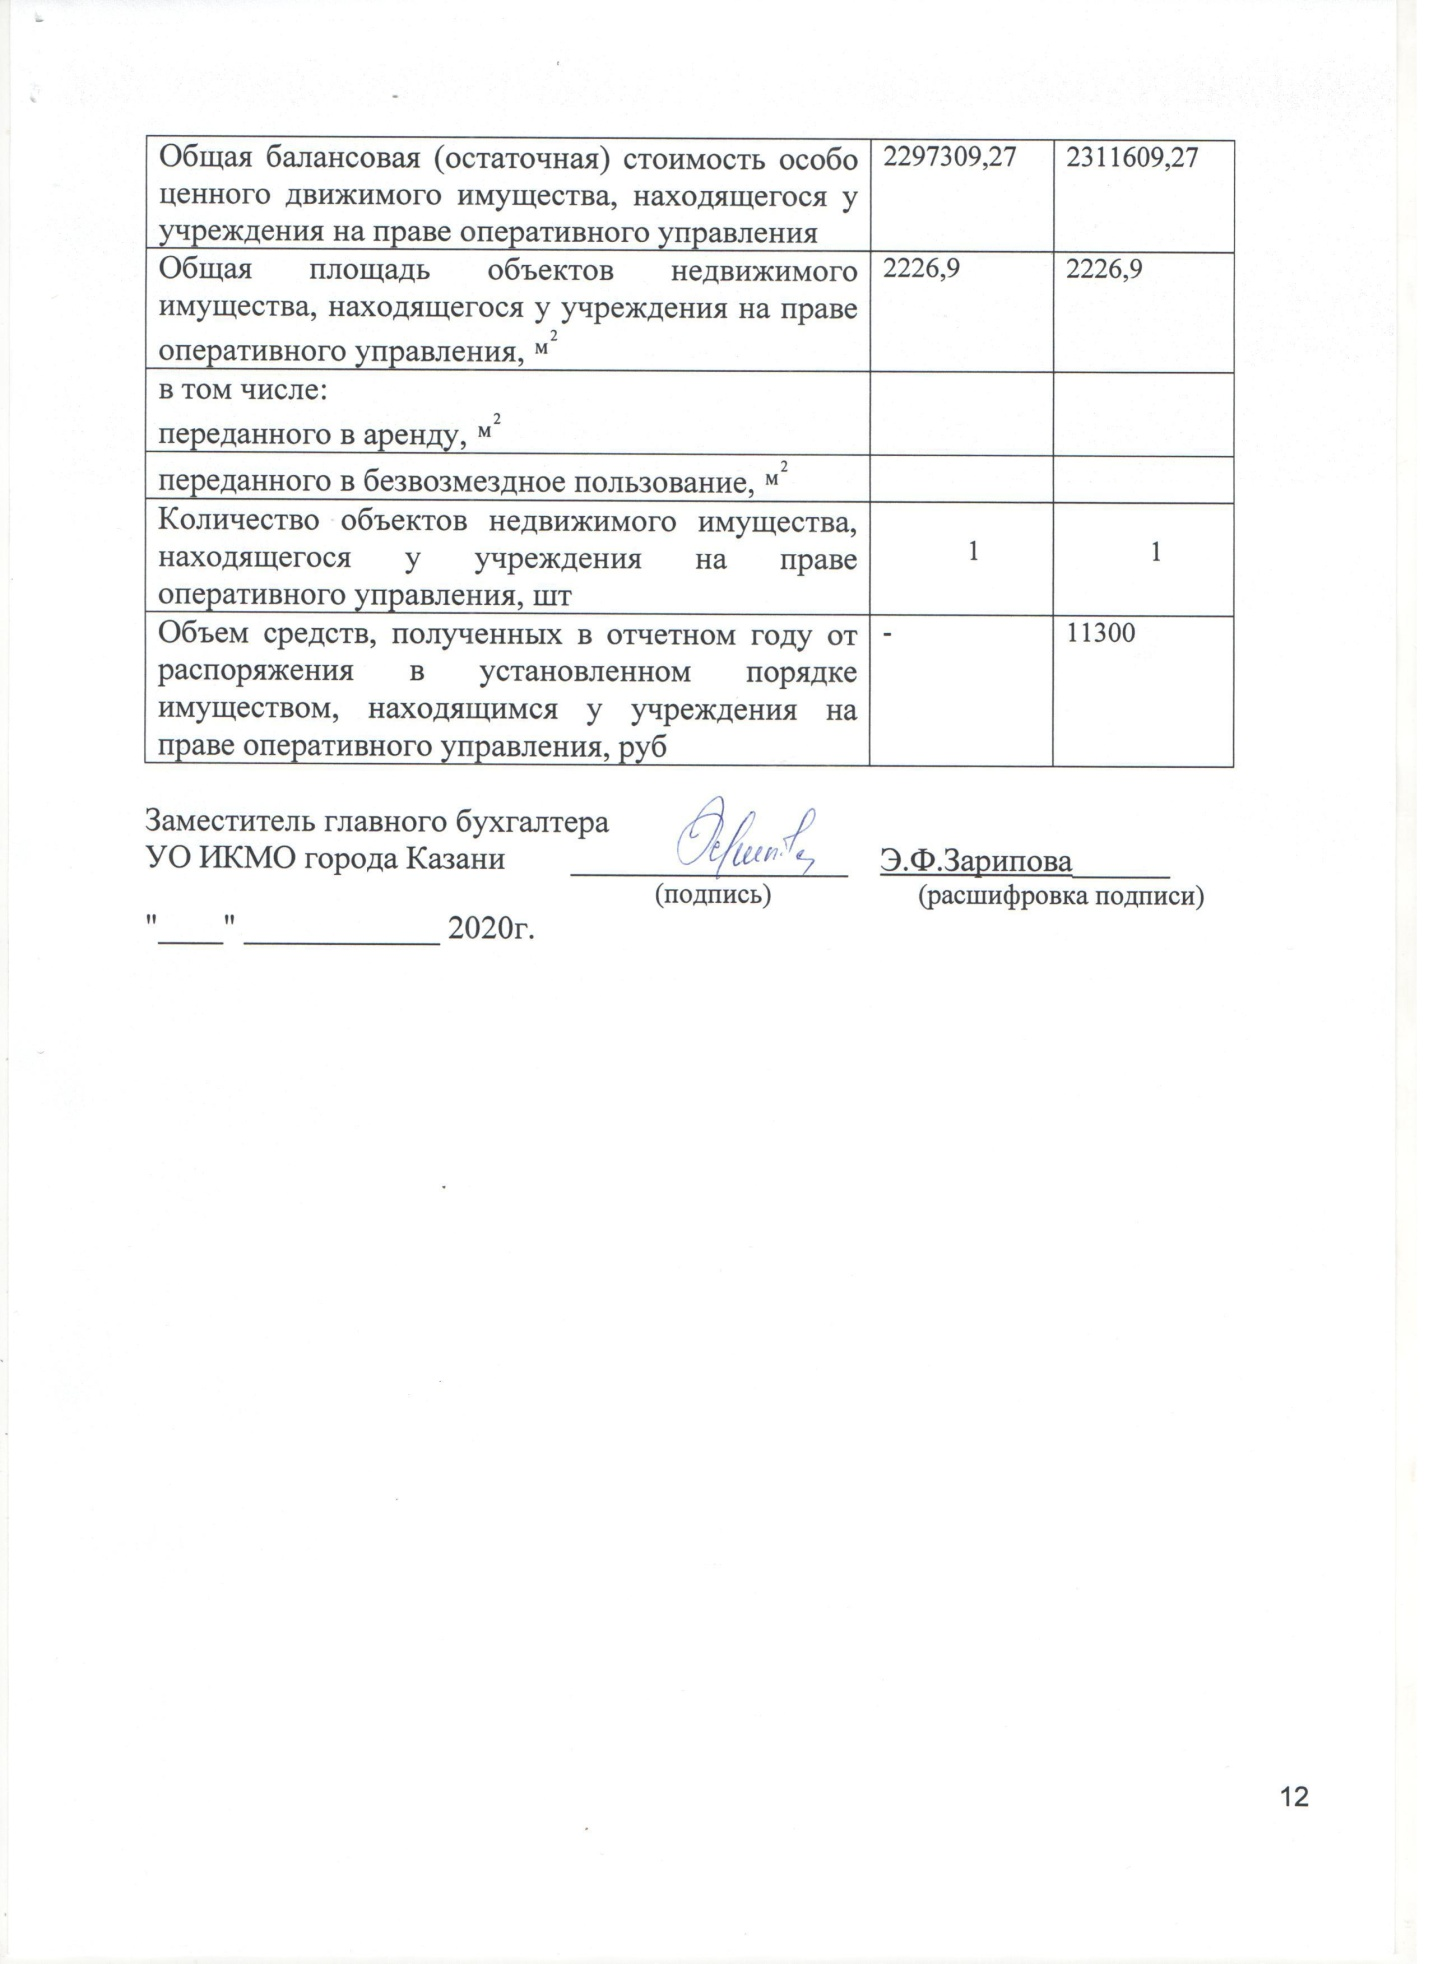 Общая балансовая (остаточная) стоимость особо 2297309,27 2311609,27
ценного движимого имущества, находящегося у
учреждения на праве оперативного управления
Общая площадь объектов недвижимого 2226,9 2226,9
имущества, находящегося у учреждения на праве
оперативного управления, м²
в том числе:
переданного в аренду, м²
переданного в безвозмездное пользование, м²
Количество объектов недвижимого имущества,
находящегося у учреждения на праве 1 1
оперативного управления, шт
Объем средств, полученных в отчетном году от - 11300
распоряжения в установленном порядке
имуществом, находящимся у учреждения на
праве оперативного управления, руб
Заместитель главного бухгалтера
УО ИКМО города Казани ________________ Э.Ф.Зарипова______
(подпись) (расшифровка подписи)
"____" ____________ 2020г.
12